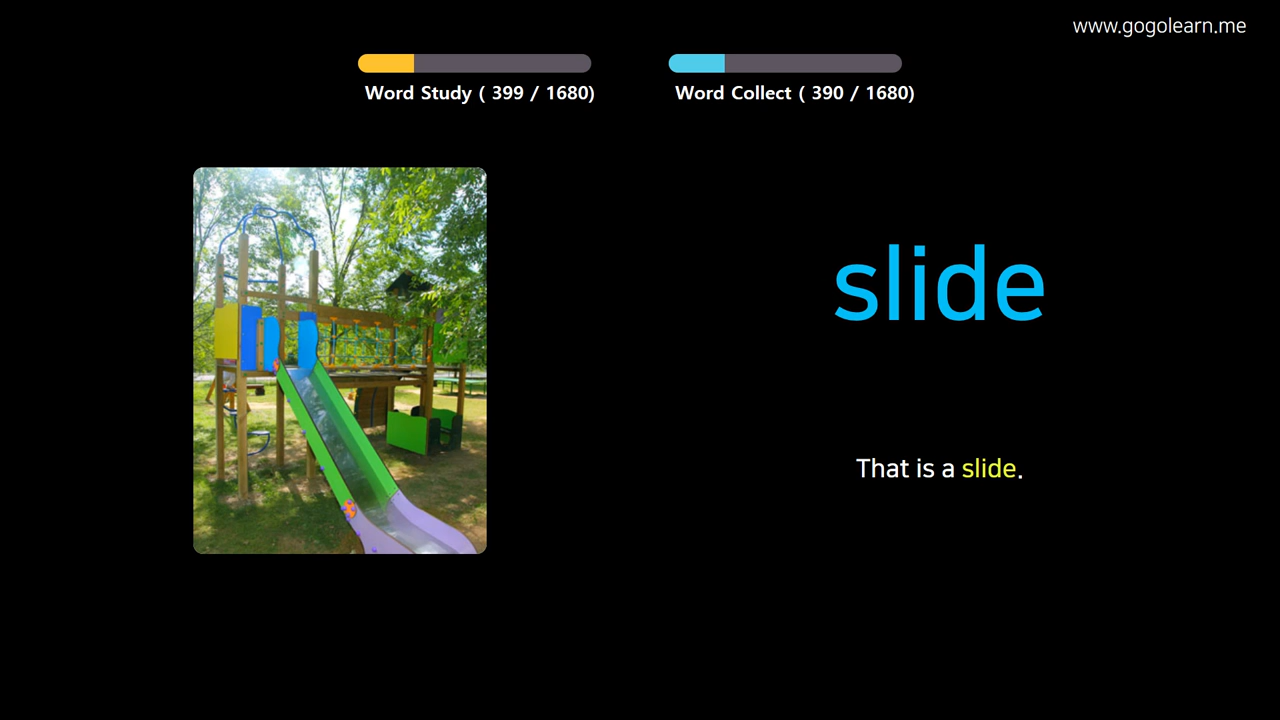 www.gogolearn.me
Word Study ( 399 / 1680)
Word Collect ( 390 / 1680)
slide
That is a slide.